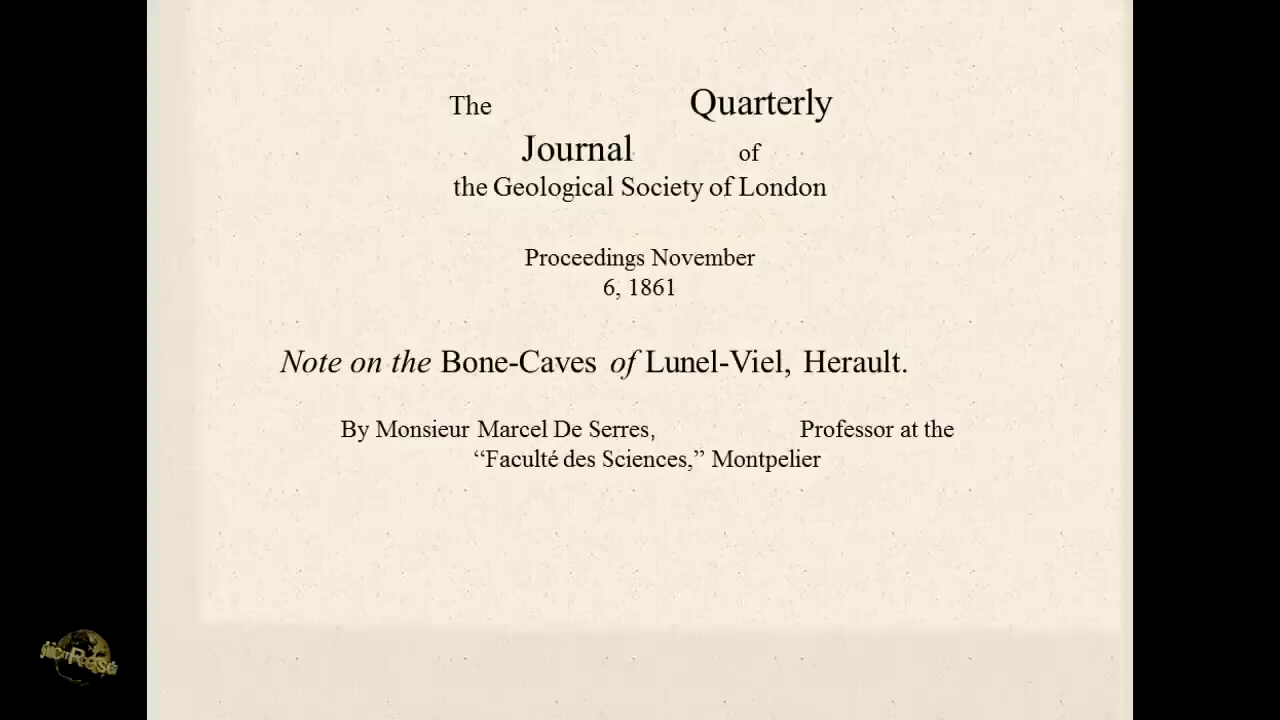 The Quarterly
Journal of
the Geological Society of London
Proceedings November
6, 1861
Note on the Bone-Caves of Lunel-Viel, Herault.
By Monsieur Marcel De Serres, Professor at the
“Faculté des Sciences,” Montpelier